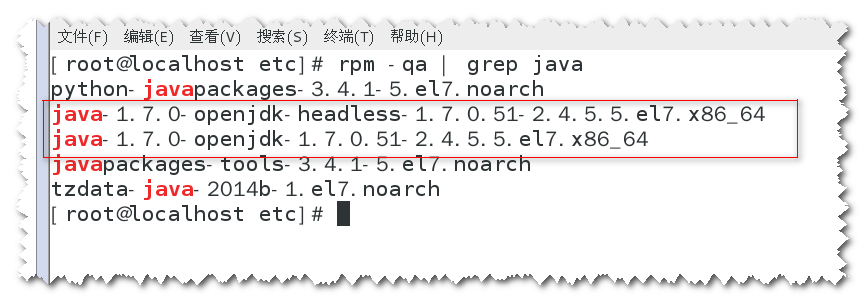 文件(F) 编辑(E) 查看(V) 搜索(S) 终端(T) 帮助(H)
[root@localhost etc]# rpm -qa | grep java
python-javapackages-3.4.1-5.el7.noarch
java-1.7.0-openjdk-headless-1.7.0.51-2.4.5.5.el7.x86_64
java-1.7.0-openjdk-1.7.0.51-2.4.5.5.el7.x86_64
javapackages-tools-3.4.1-5.el7.noarch
tzdata-java-2014b-1.el7.noarch
[root@localhost etc]#